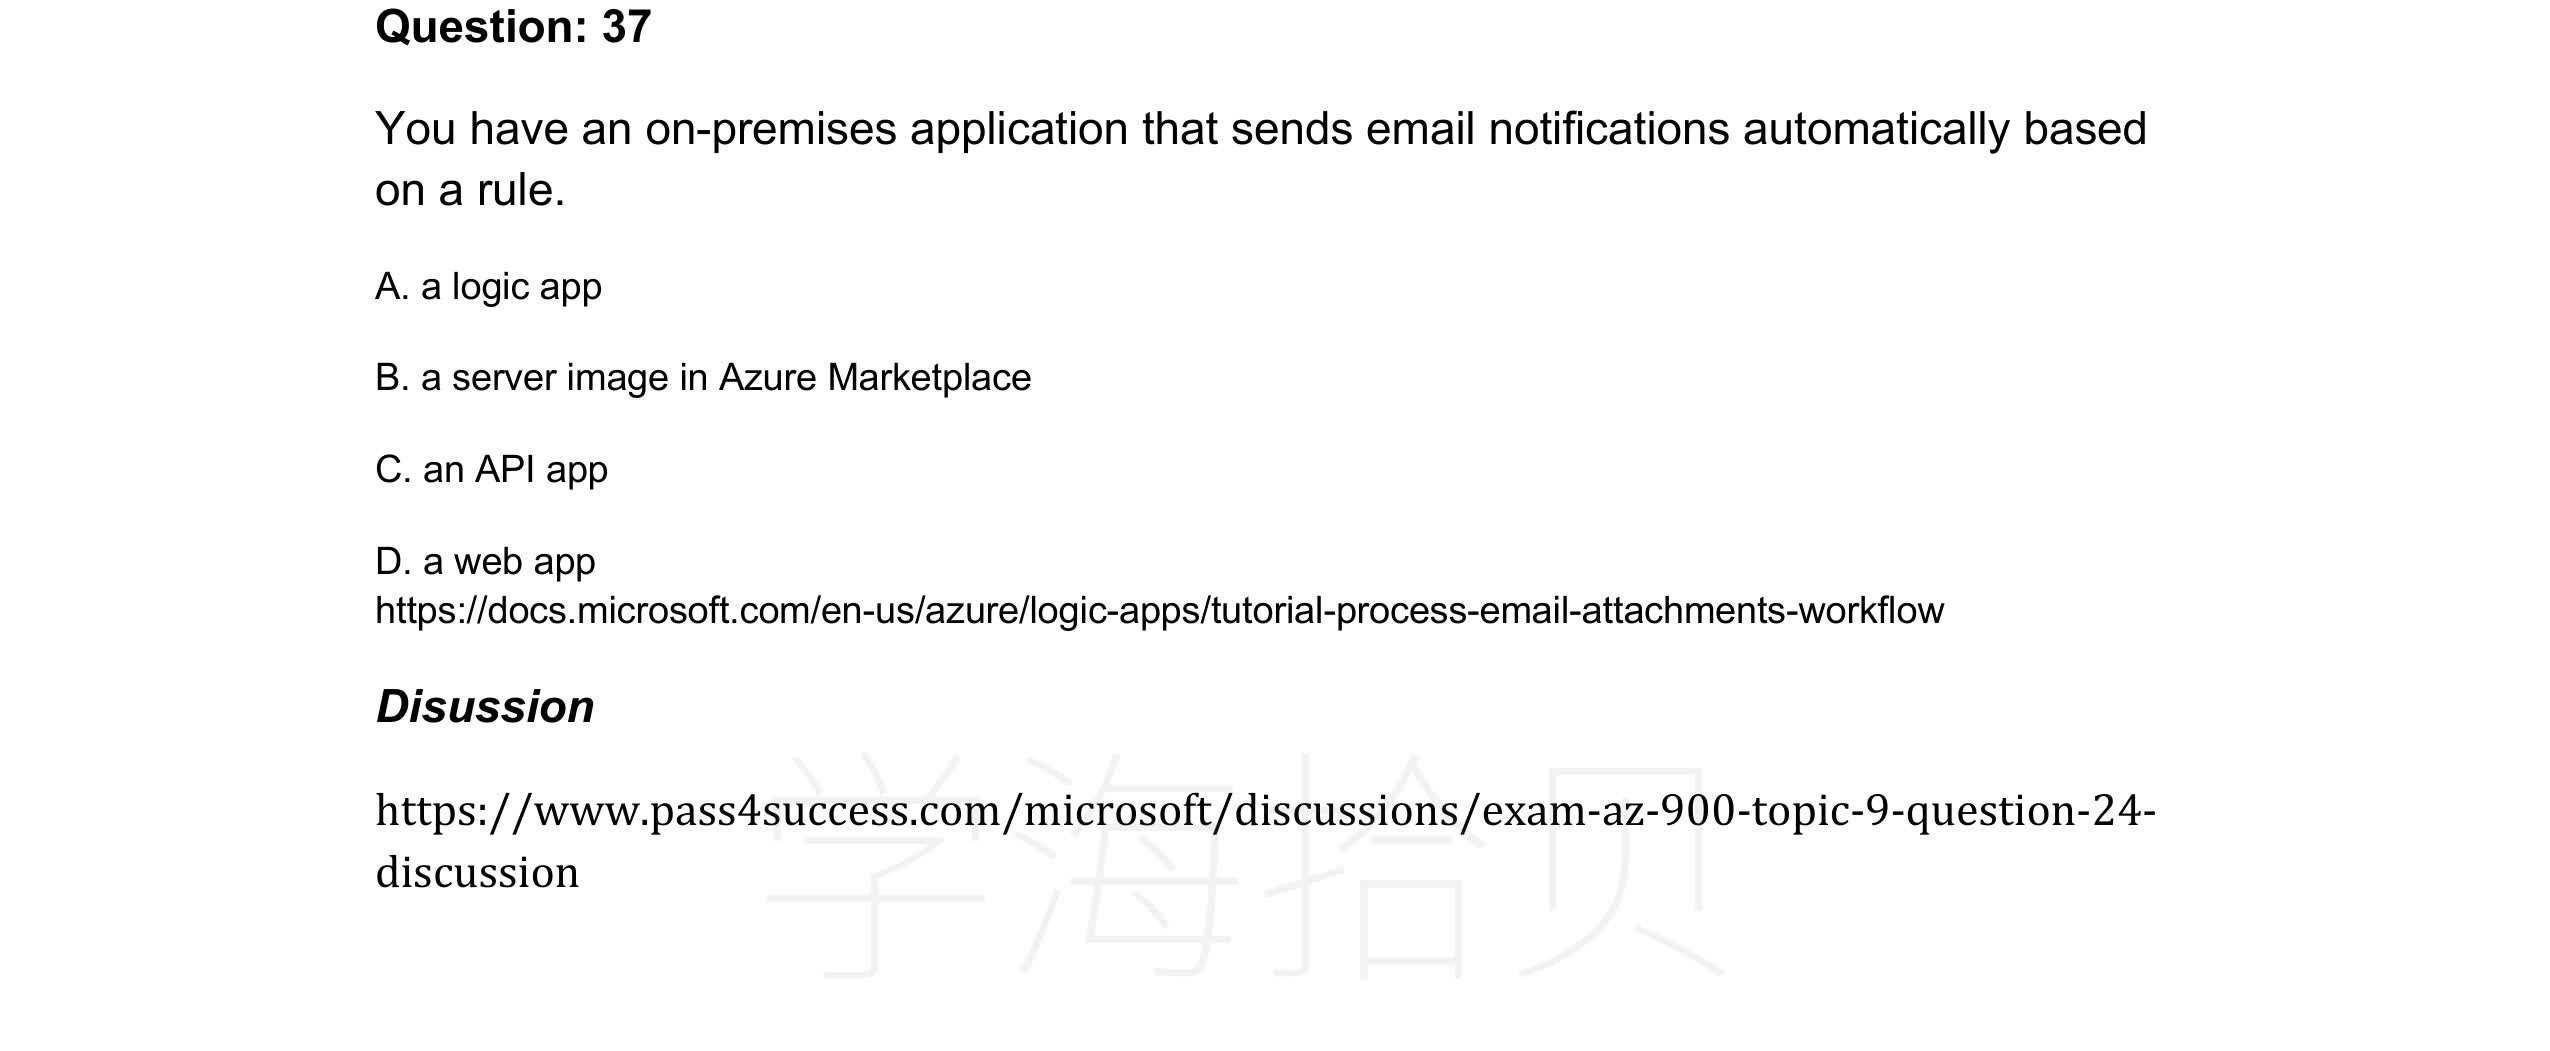 Question: 37
You have an on-premises application that sends email notifications automatically based
on a rule.
A. a logic app
B. a server image in Azure Marketplace
C. an API app
D. a web app
https://docs.microsoft.com/en-us/azure/logic-apps/tutorial-process-email-attachments-workflow
Disussion
https://www.pass4success.com/microsoft/discussions/exam-az-900-topic-9-question-24-
discussion
学海拾贝